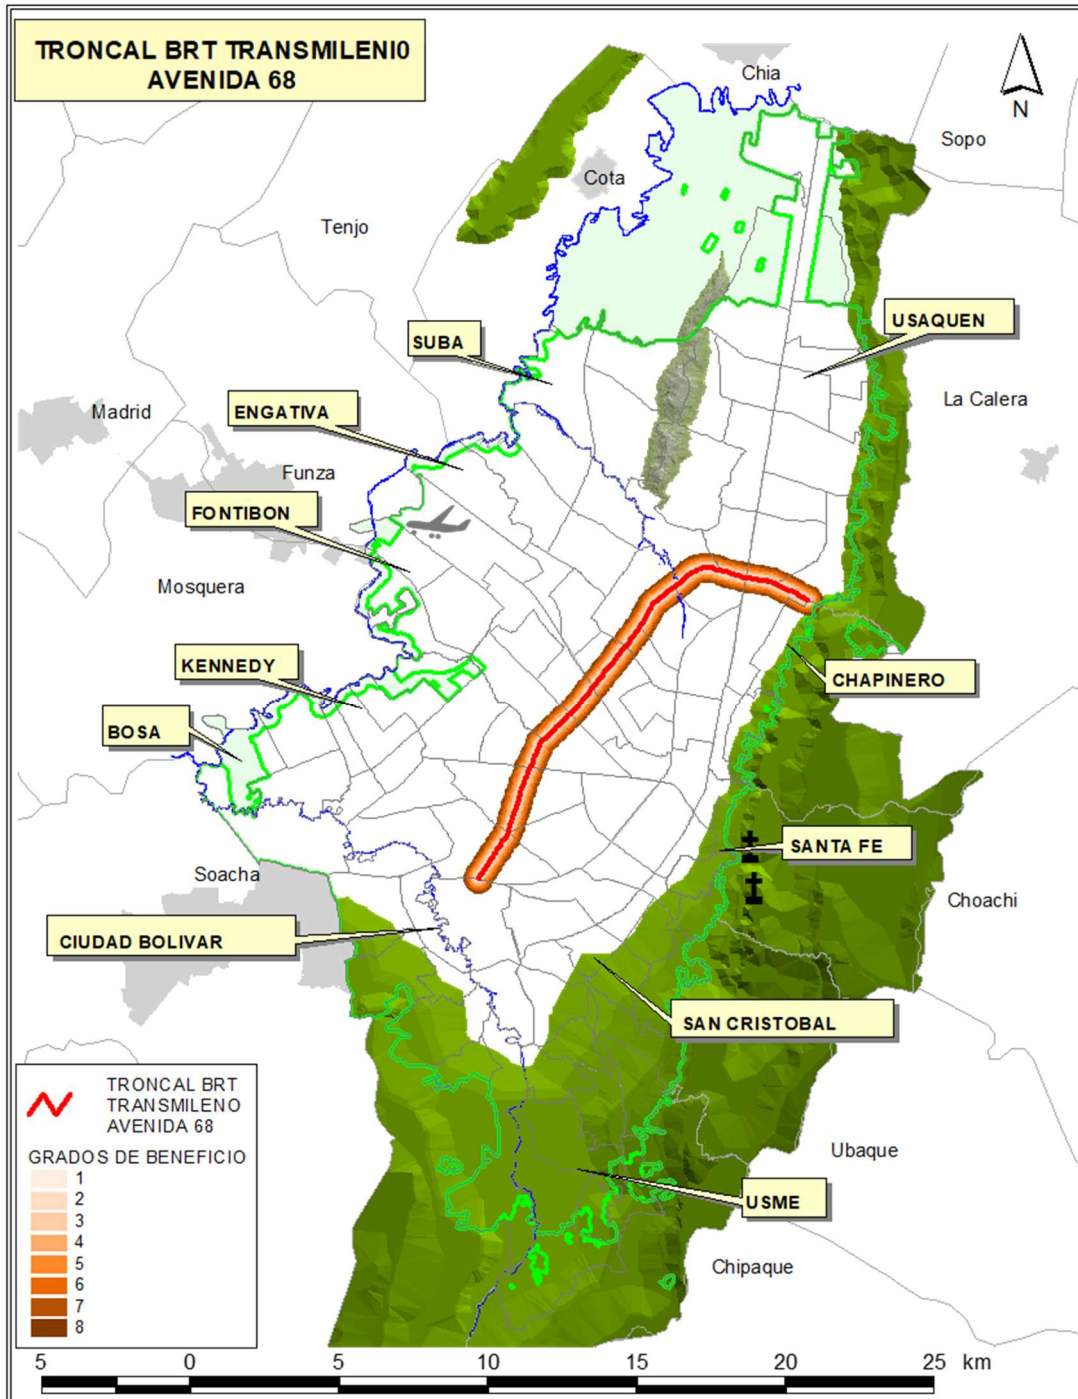 TRONCAL BRT TRANSMILENI0
AVENIDA 68
Chia
N
Sopo
Cota
Tenjo
USAQUEN
SUBA
La Calera
Madrid
ENGATIVA
Funza
FONTIBON
Mosquera
KENNEDY
CHAPINERO
BOSA
SANTA FE
Soacha
Choachi
CIUDAD BOLIVAR
SAN CRISTOBAL
TRONCAL BRT
TRANSMILENO
AVENIDA 68
GRADOS DE BENEFICIO
1
2
3
4
5
6
7
8
Ubaque
USME
Chipaque
5 0 5 10 15 20 25 km